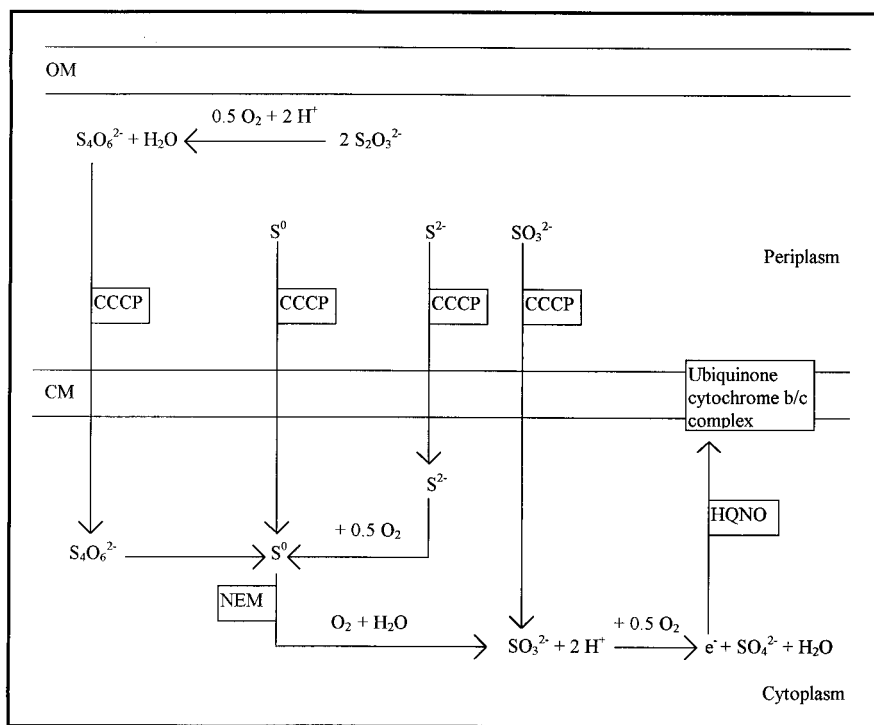 OM
0.5 O₂ + 2 H⁺
S₄O₆²⁻ + H₂O
2 S₂O₃²⁻
S⁰
S²⁻
SO₃²⁻
Periplasm
CCCP
CCCP
CCCP
CCCP
CM
Ubiquinone
cytochrome b/c
complex
S²⁻
HQNO
+ 0.5 O₂
S₄O₆²⁻
S⁰
NEM
O₂ + H₂O
+ 0.5 O₂
SO₃²⁻ + 2 H⁺
e⁻ + SO₄²⁻ + H₂O
Cytoplasm